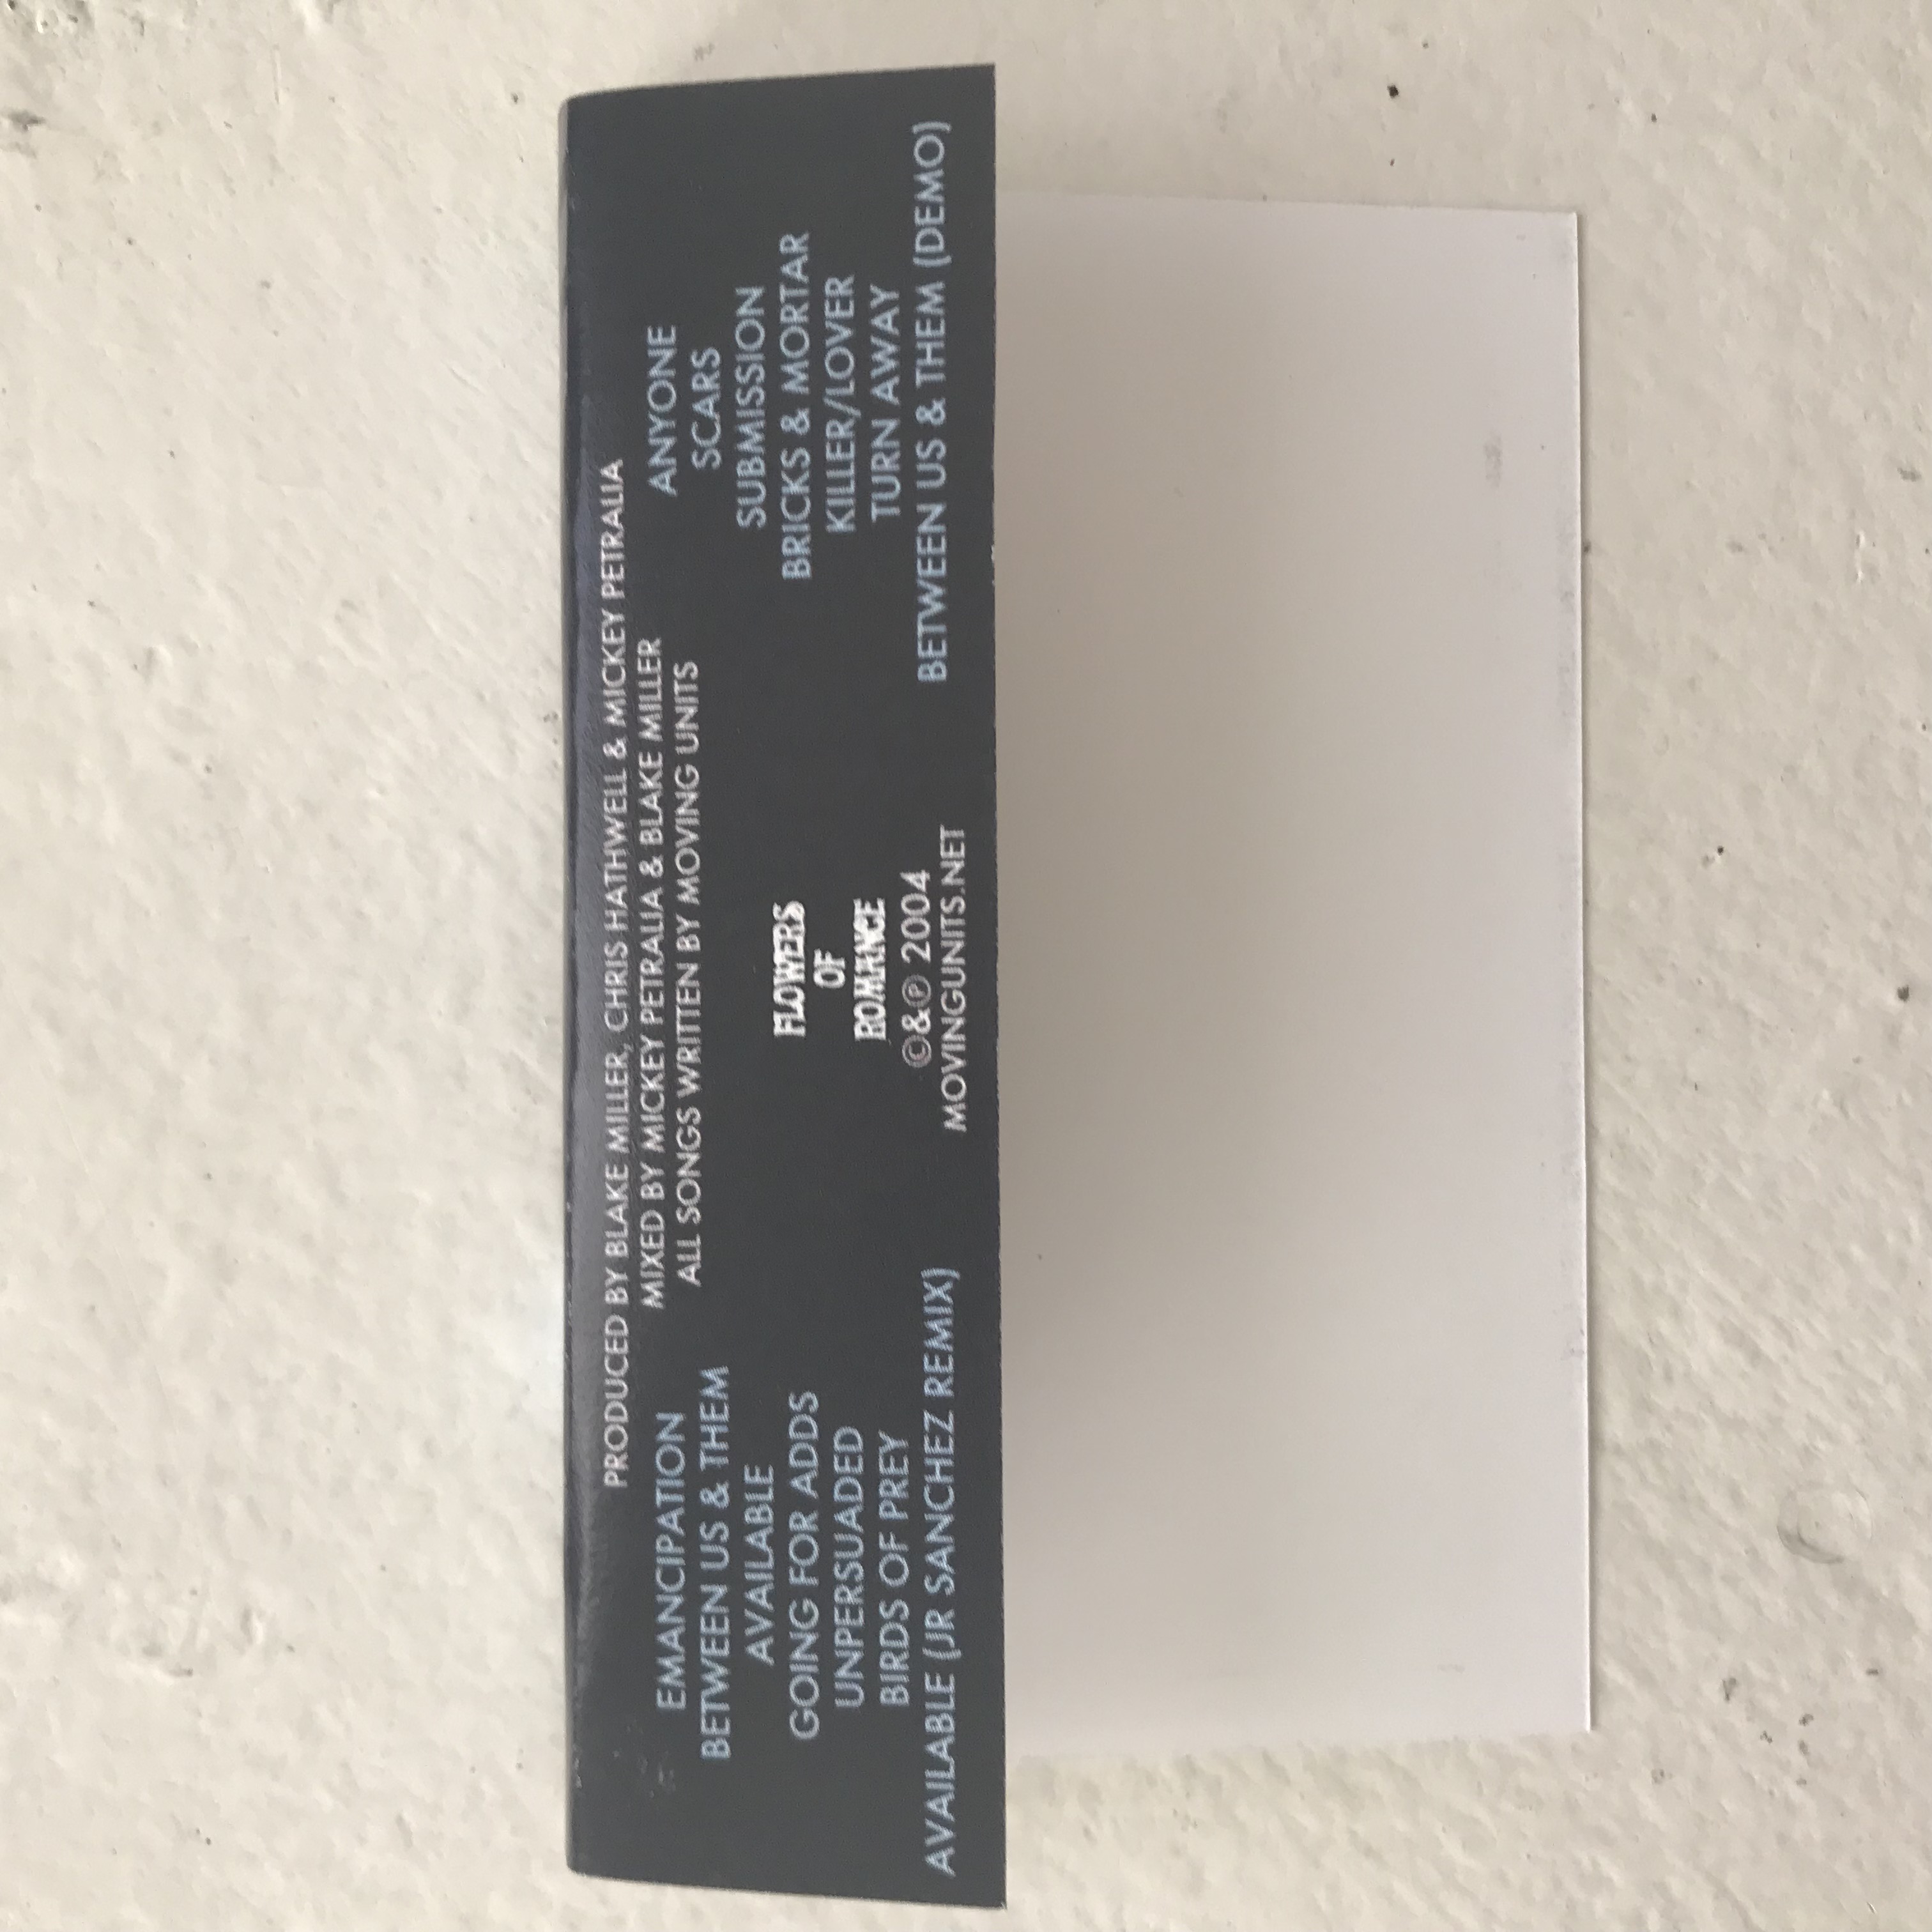 PRODUCED BY BLAKE MILLER, CHRIS HATHWELL & MICKEY PETRALIA
MIXED BY MICKEY PETRALIA & BLAKE MILLER
ALL SONGS WRITTEN BY MOVING UNITS
EMANCIPATION
BETWEEN US & THEM
AVAILABLE
GOING FOR ADDS
UNPERSUADED
BIRDS OF PREY
AVAILABLE (JR SANCHEZ REMIX)
FLOWERS
OF
ROMANCE
©&℗ 2004
MOVINGUNITS.NET
ANYONE
SCARS
SUBMISSION
BRICKS & MORTAR
KILLER/LOVER
TURN AWAY
BETWEEN US & THEM (DEMO)